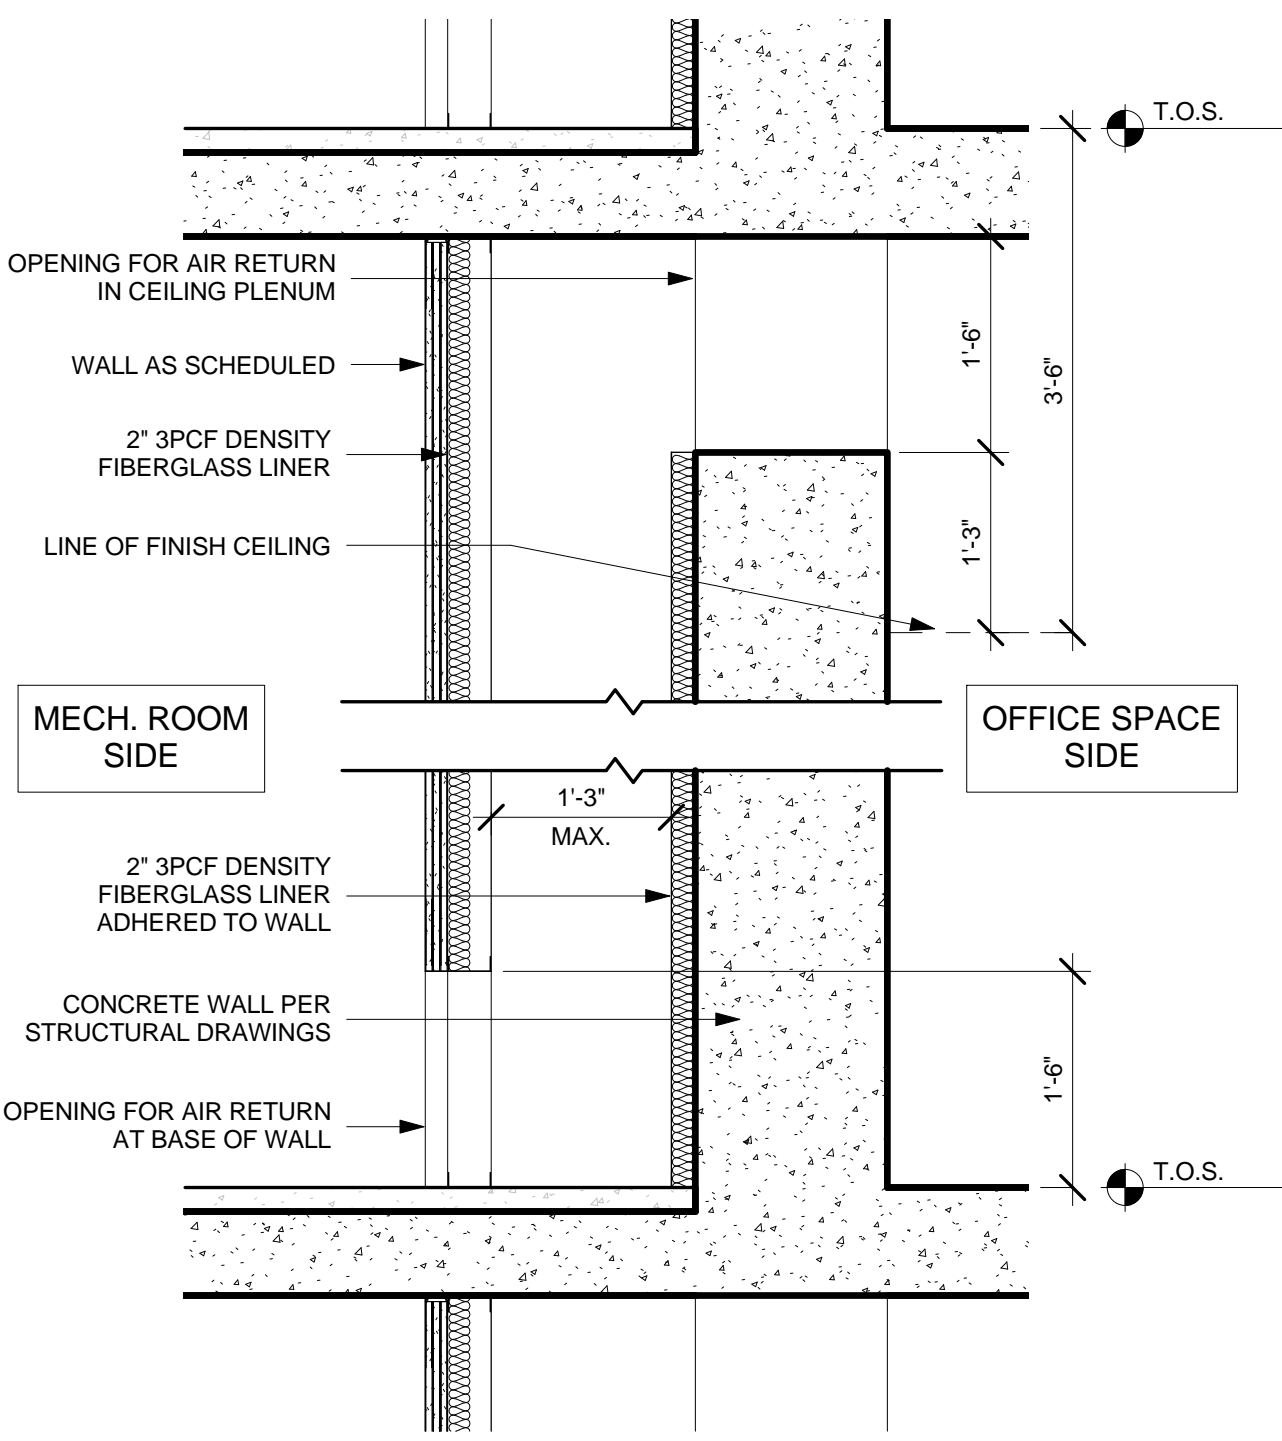 T.O.S.
OPENING FOR AIR RETURN
IN CEILING PLENUM
WALL AS SCHEDULED
1'-6"
3'-6"
2" 3PCF DENSITY
FIBERGLASS LINER
LINE OF FINISH CEILING
1'-3"
MECH. ROOM
SIDE
OFFICE SPACE
SIDE
1'-3"
MAX.
2" 3PCF DENSITY
FIBERGLASS LINER
ADHERED TO WALL
CONCRETE WALL PER
STRUCTURAL DRAWINGS
1'-6"
OPENING FOR AIR RETURN
AT BASE OF WALL
T.O.S.